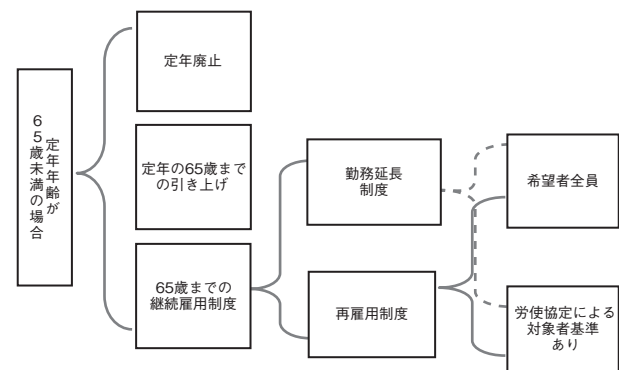 定年年齢が
65歳未満の場合
定年廃止
定年の65歳まで
の引き上げ
65歳までの
継続雇用制度
勤務延長
制度
再雇用制度
希望者全員
労使協定による
対象者基準
あり